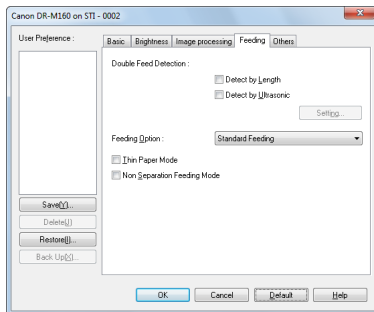 Canon DR-M160 on STI - 0002
User Preference :
Basic Brightness Image processing Feeding Others
Double Feed Detection :
Detect by Length
Detect by Ultrasonic
Setting...
Feeding Option : Standard Feeding
Thin Paper Mode
Non Separation Feeding Mode
Save(Y)...
Delete(J)
Restore(I)...
Back Up(X)...
OK Cancel Default Help